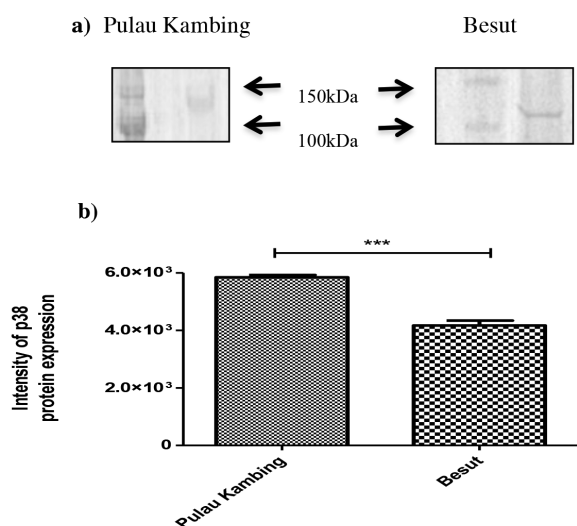 a) Pulau Kambing Besut
150kDa
100kDa
b)
***
6.0×10³
4.0×10³
2.0×10³
0
Intensity of p38
protein expression
Pulau Kambing
Besut